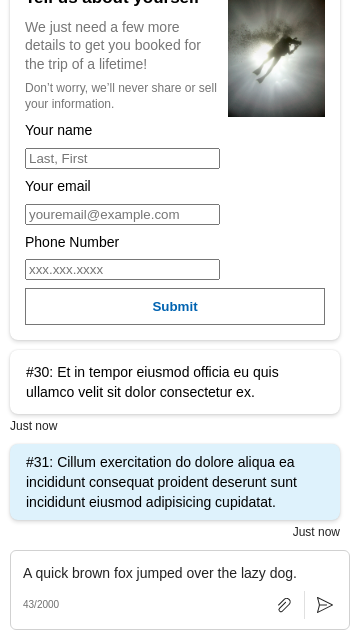 Tell us about yourself
We just need a few more
details to get you booked for
the trip of a lifetime!
Don't worry, we'll never share or sell
your information.
Your name
Last, First
Your email
youremail@example.com
Phone Number
xxx.xxx.xxxx
Submit
#30: Et in tempor eiusmod officia eu quis
ullamco velit sit dolor consectetur ex.
Just now
#31: Cillum exercitation do dolore aliqua ea
incididunt consequat proident deserunt sunt
incididunt eiusmod adipisicing cupidatat.
Just now
A quick brown fox jumped over the lazy dog.
43/2000